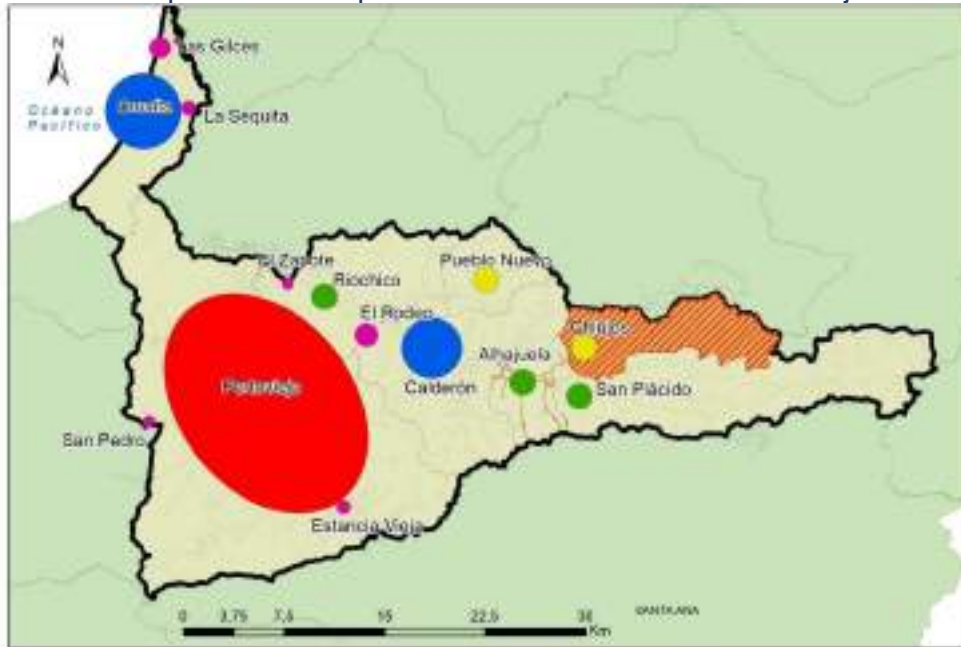 N
Las Gilces
Océano
Pacífico
Crucita
La Sequita
El Zapote
Riochico
Pueblo Nuevo
El Rodeo
Chirijos
Alhajuela
Portoviejo
Calderón
San Plácido
San Pedro
Estancia Vieja
0 3,75 7,5 15 22,5 30
Km
SANTA ANA